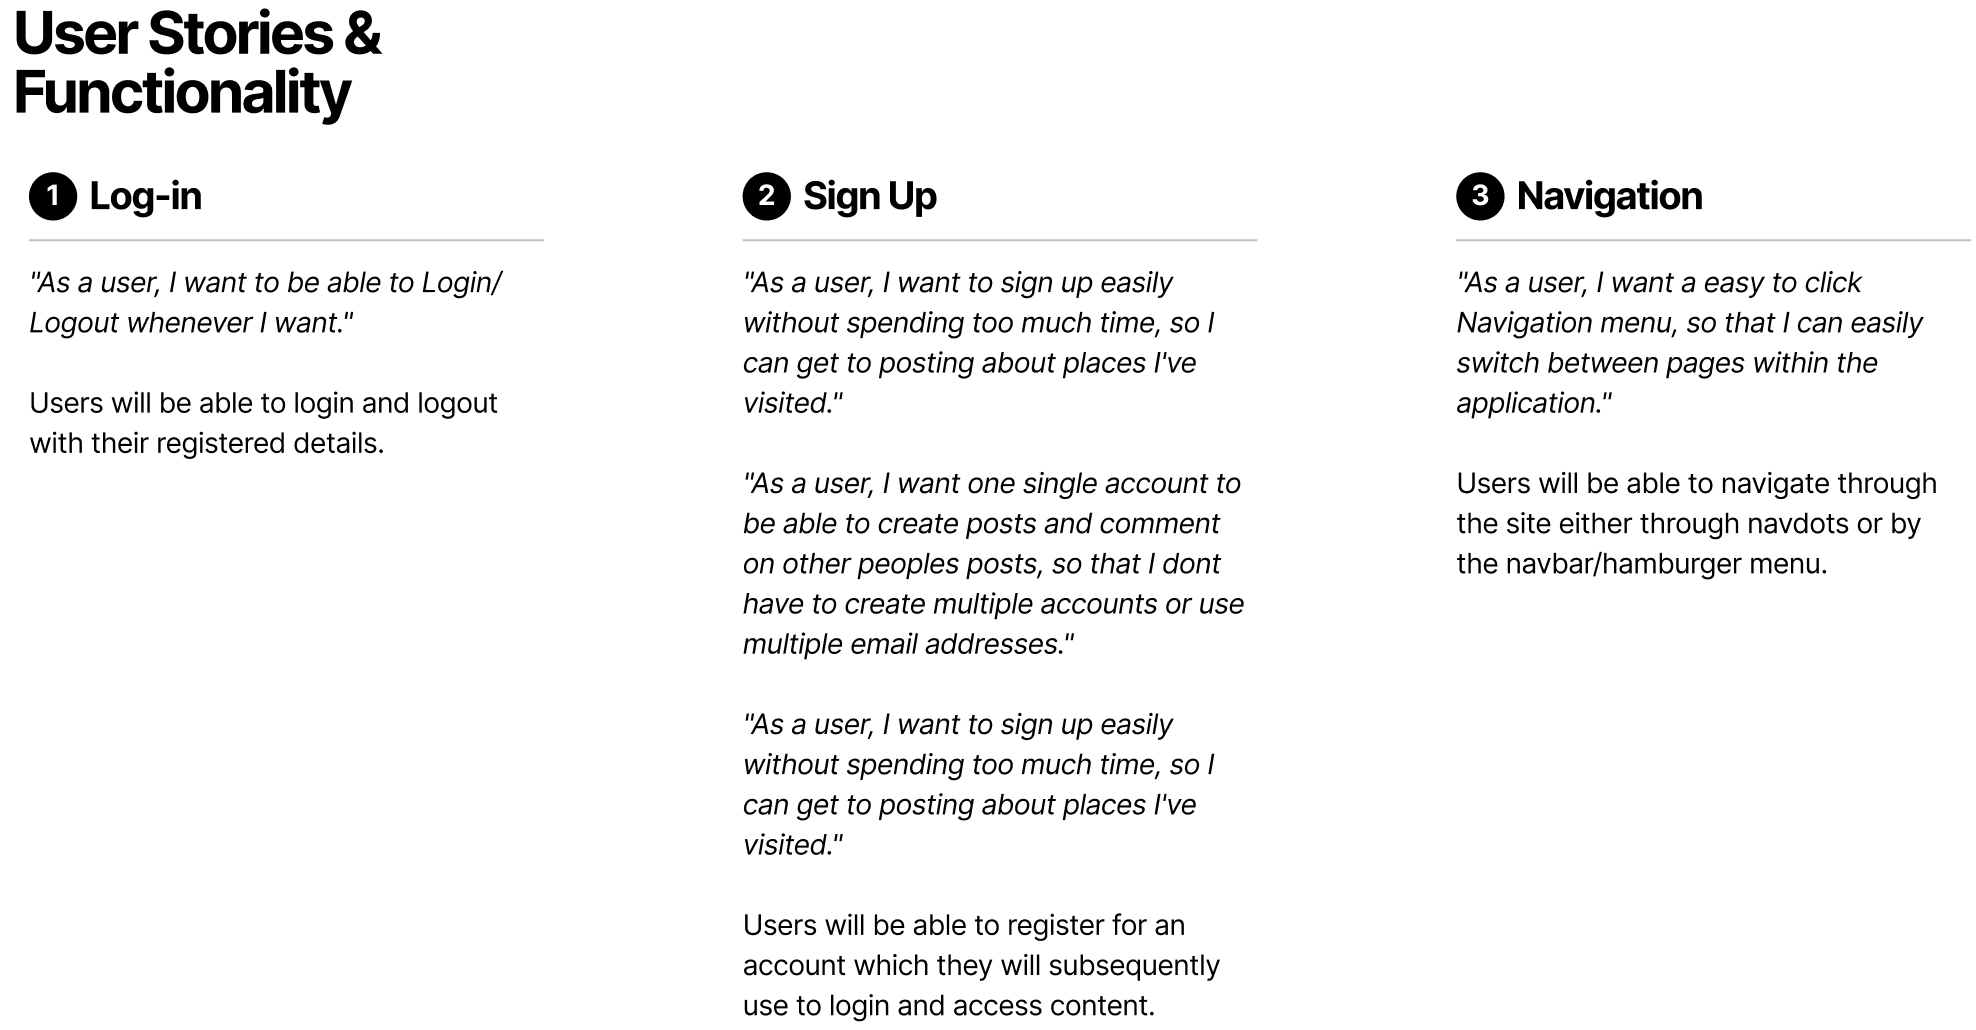 User Stories &
Functionality
1 Log-in
"As a user, I want to be able to Login/
Logout whenever I want."
Users will be able to login and logout
with their registered details.
2 Sign Up
"As a user, I want to sign up easily
without spending too much time, so I
can get to posting about places I've
visited."
"As a user, I want one single account to
be able to create posts and comment
on other peoples posts, so that I dont
have to create multiple accounts or use
multiple email addresses."
"As a user, I want to sign up easily
without spending too much time, so I
can get to posting about places I've
visited."
Users will be able to register for an
account which they will subsequently
use to login and access content.
3 Navigation
"As a user, I want a easy to click
Navigation menu, so that I can easily
switch between pages within the
application."
Users will be able to navigate through
the site either through navdots or by
the navbar/hamburger menu.